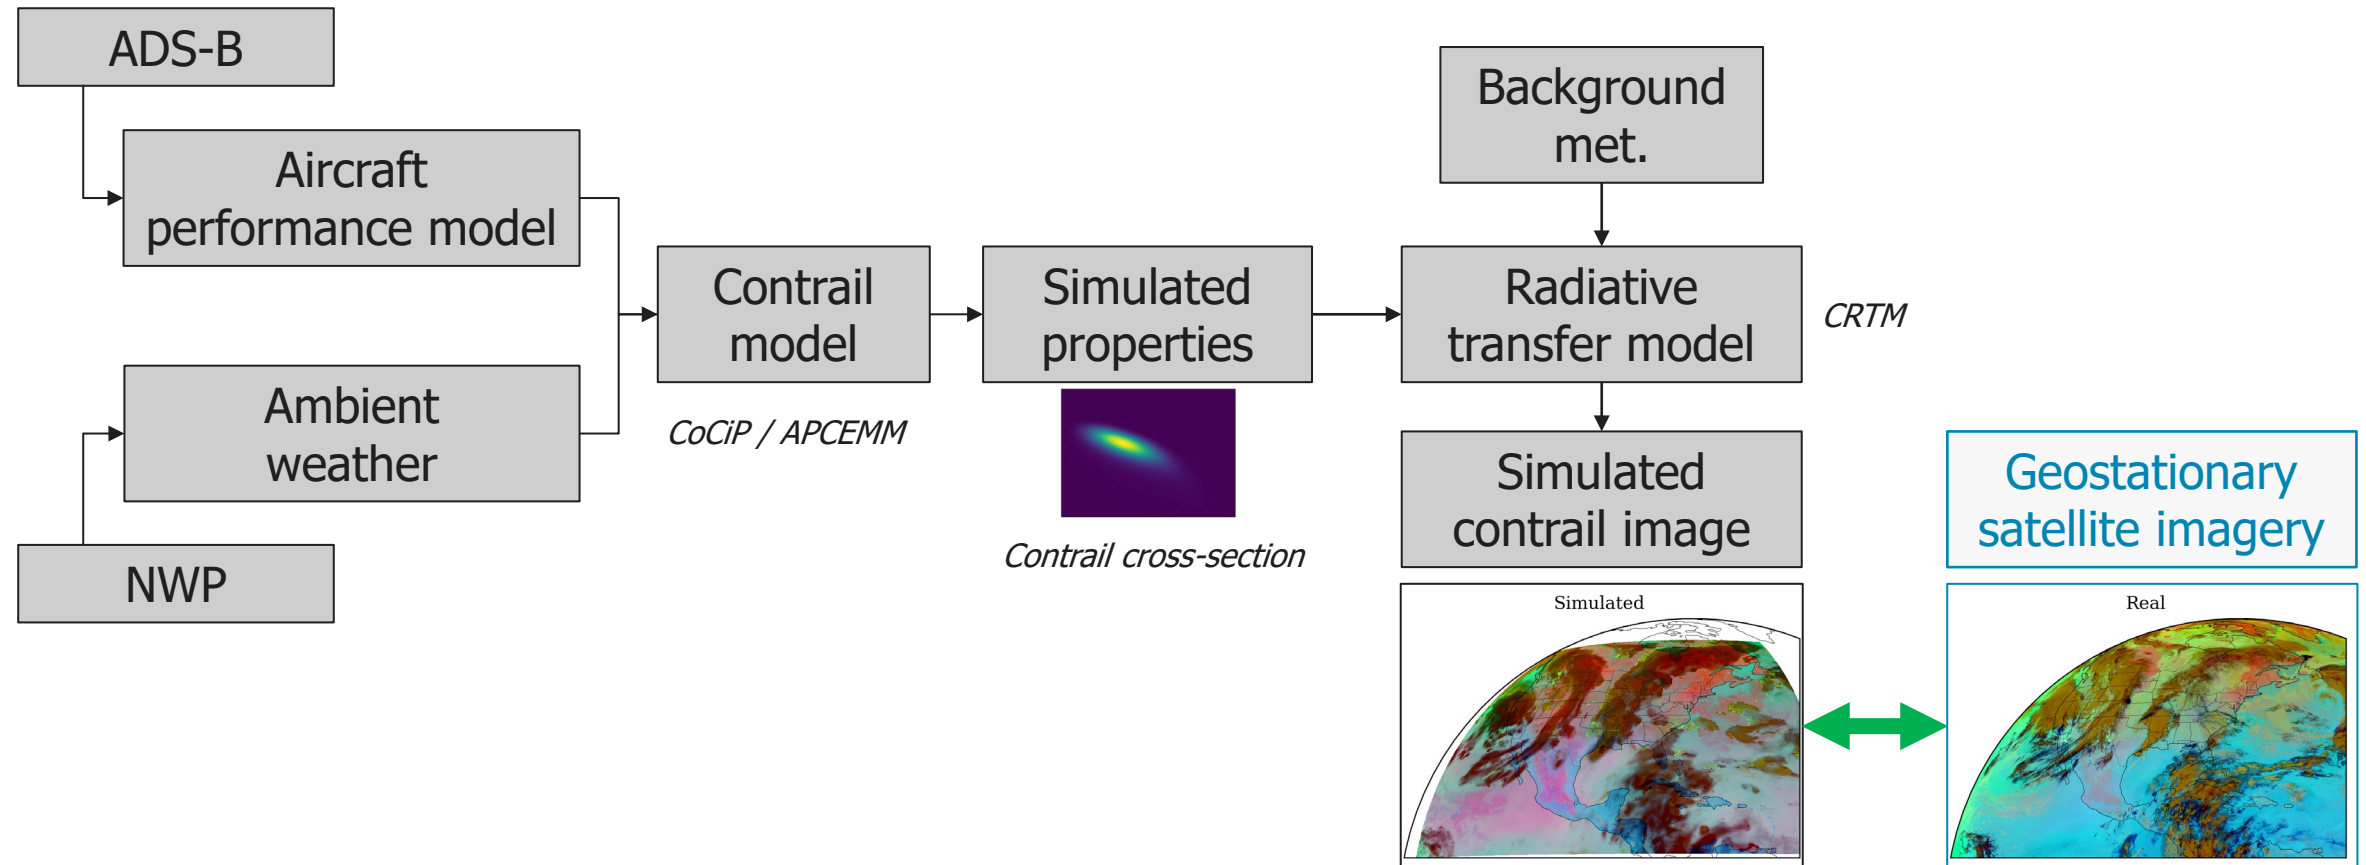 ADS-B
Aircraft
performance model
Ambient
weather
NWP
Contrail
model
CoCiP / APCEMM
Simulated
properties
Contrail cross-section
Background
met.
Radiative
transfer model
CRTM
Simulated
contrail image
Simulated
Geostationary
satellite imagery
Real